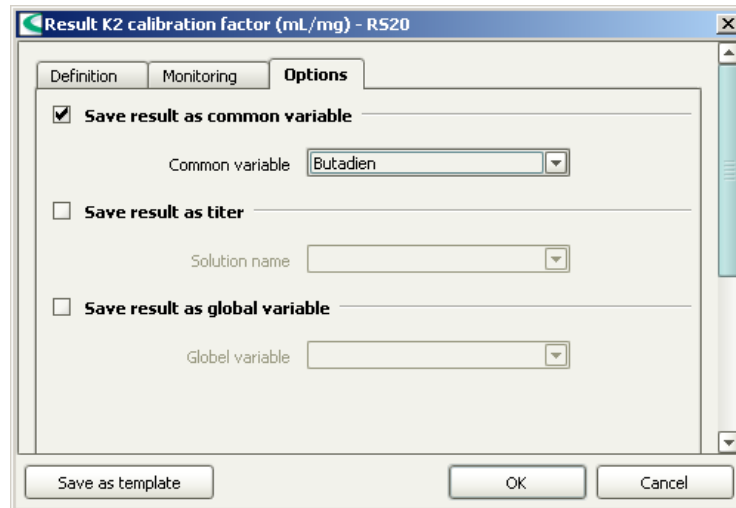 Result K2 calibration factor (mL/mg) - RS20
Definition Monitoring Options
Save result as common variable
Common variable Butadien
Save result as titer
Solution name
Save result as global variable
Globel variable
Save as template OK Cancel